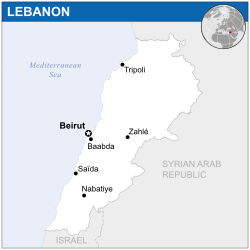 LEBANON
Mediterranean
Sea
Tripoli
Beirut
Baabda
Zahlé
Saïda
Nabatiye
SYRIAN ARAB
REPUBLIC
ISRAEL